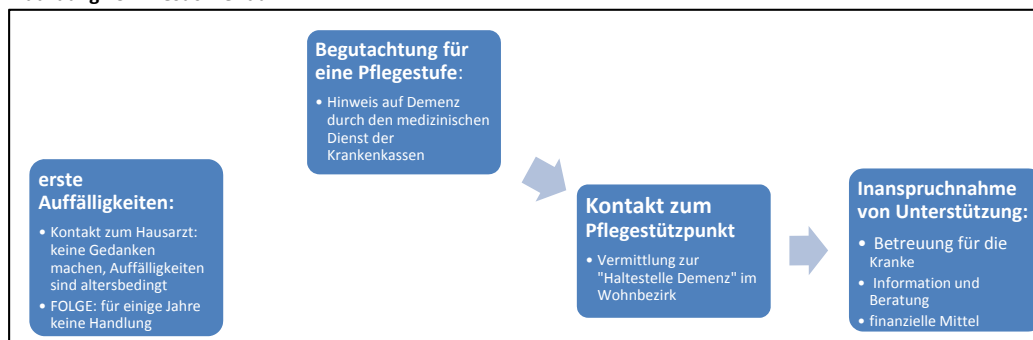 erste
Auffälligkeiten:
• Kontakt zum Hausarzt:
keine Gedanken
machen, Auffälligkeiten
sind altersbedingt
• FOLGE: für einige Jahre
keine Handlung
Begutachtung für
eine Pflegestufe:
• Hinweis auf Demenz
durch den medizinischen
Dienst der
Krankenkassen
Kontakt zum
Pflegestützpunkt
• Vermittlung zur
"Haltestelle Demenz" im
Wohnbezirk
Inanspruchnahme
von Unterstützung:
• Betreuung für die
Kranke
• Information und
Beratung
• finanzielle Mittel